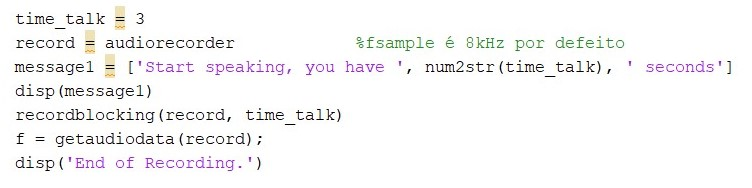 time_talk = 3
record = audiorecorder %fsample é 8kHz por defeito
message1 = ['Start speaking, you have ', num2str(time_talk), ' seconds']
disp(message1)
recordblocking(record, time_talk)
f = getaudiodata(record);
disp('End of Recording.')